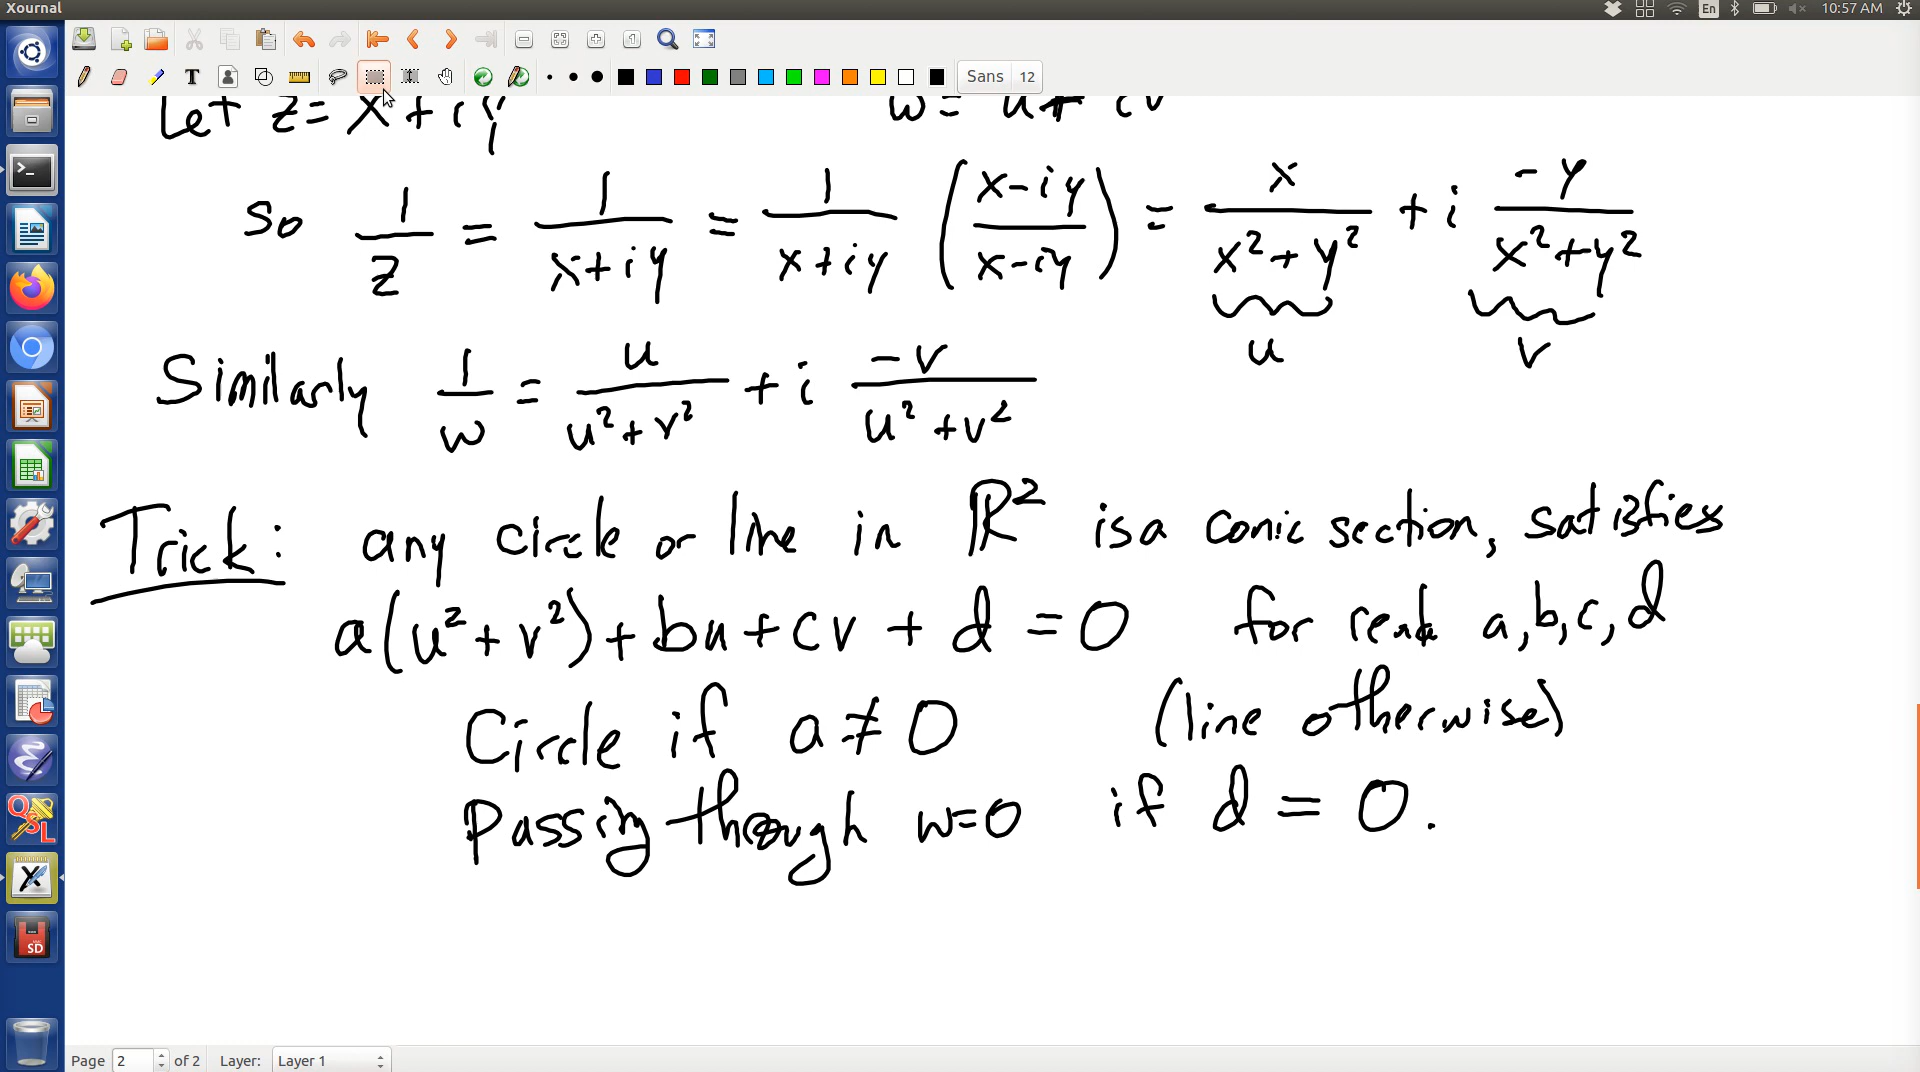 Xournal
En 10:57 AM
T Sans 12
Let z = x + iy w = u + iv
So 1/z = 1/(x+iy) = 1/(x+iy) ((x-iy)/(x-iy)) = x/(x²+y²) + i -y/(x²+y²)
u v
Similarly 1/w = u/(u²+v²) + i -v/(u²+v²)
Trick: any circle or line in ℝ² is a conic section, satisfies
a(u²+v²)+bu+cv+d=0 for real a,b,c,d
Circle if a≠0 (line otherwise)
Passing through w=0 if d=0.
QSL
SD
Page 2 of 2 Layer: Layer 1